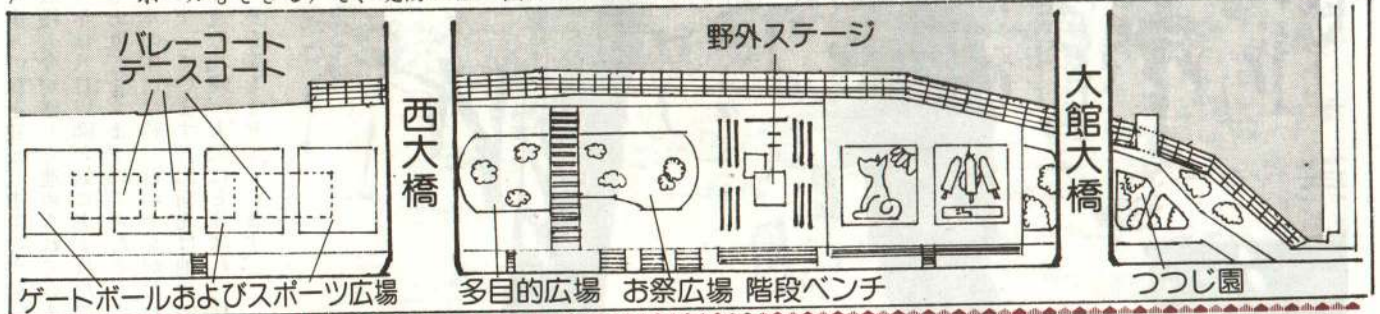 バレーコート
テニスコート
野外ステージ
西大橋
大館大橋
ゲートボールおよびスポーツ広場
多目的広場
お祭広場
階段ベンチ
つつじ園